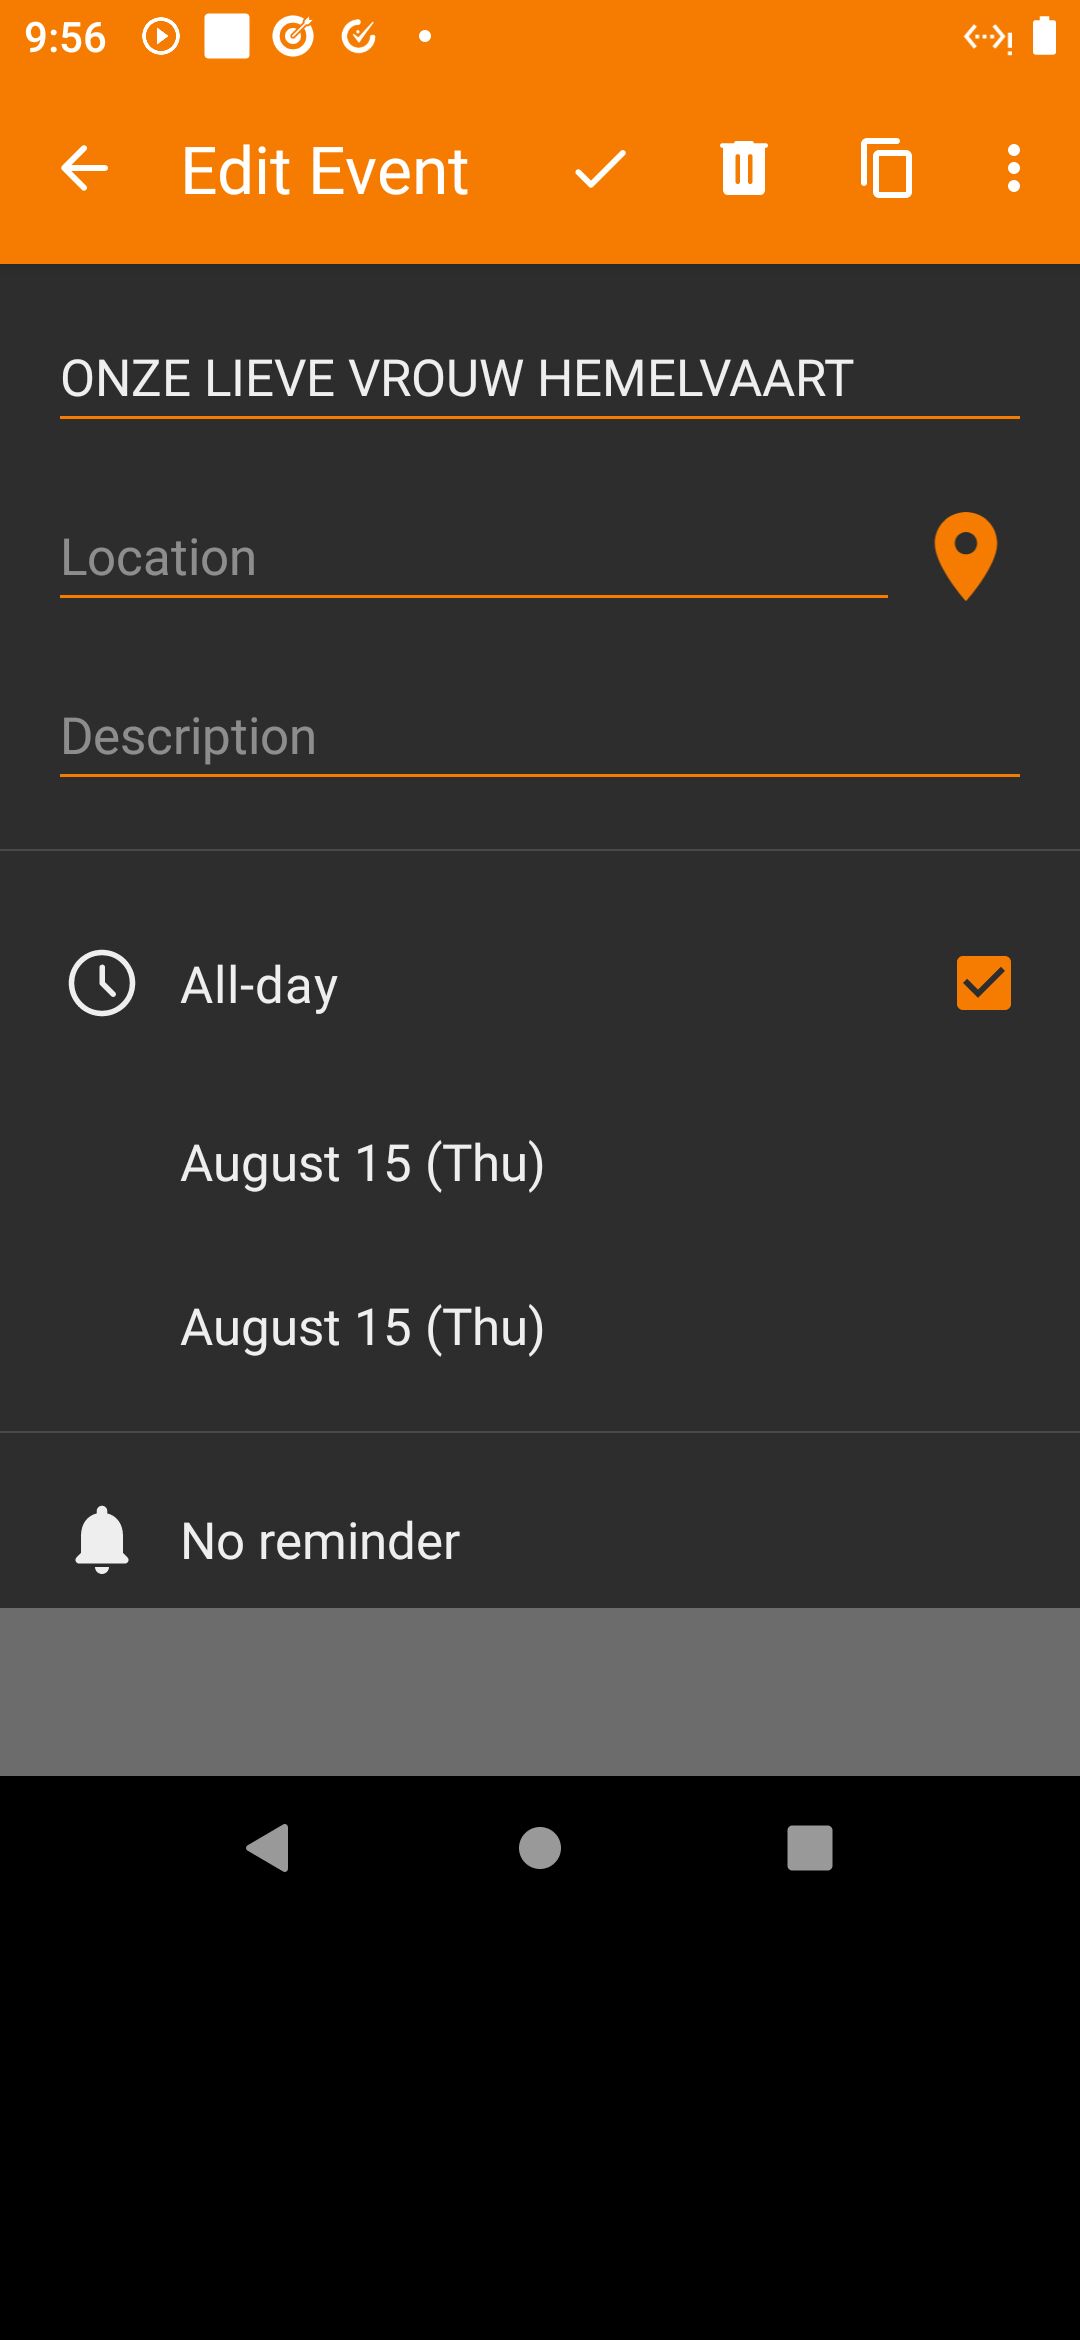 9:56
Edit Event
ONZE LIEVE VROUW HEMELVAART
Location
Description
All-day
August 15 (Thu)
August 15 (Thu)
No reminder